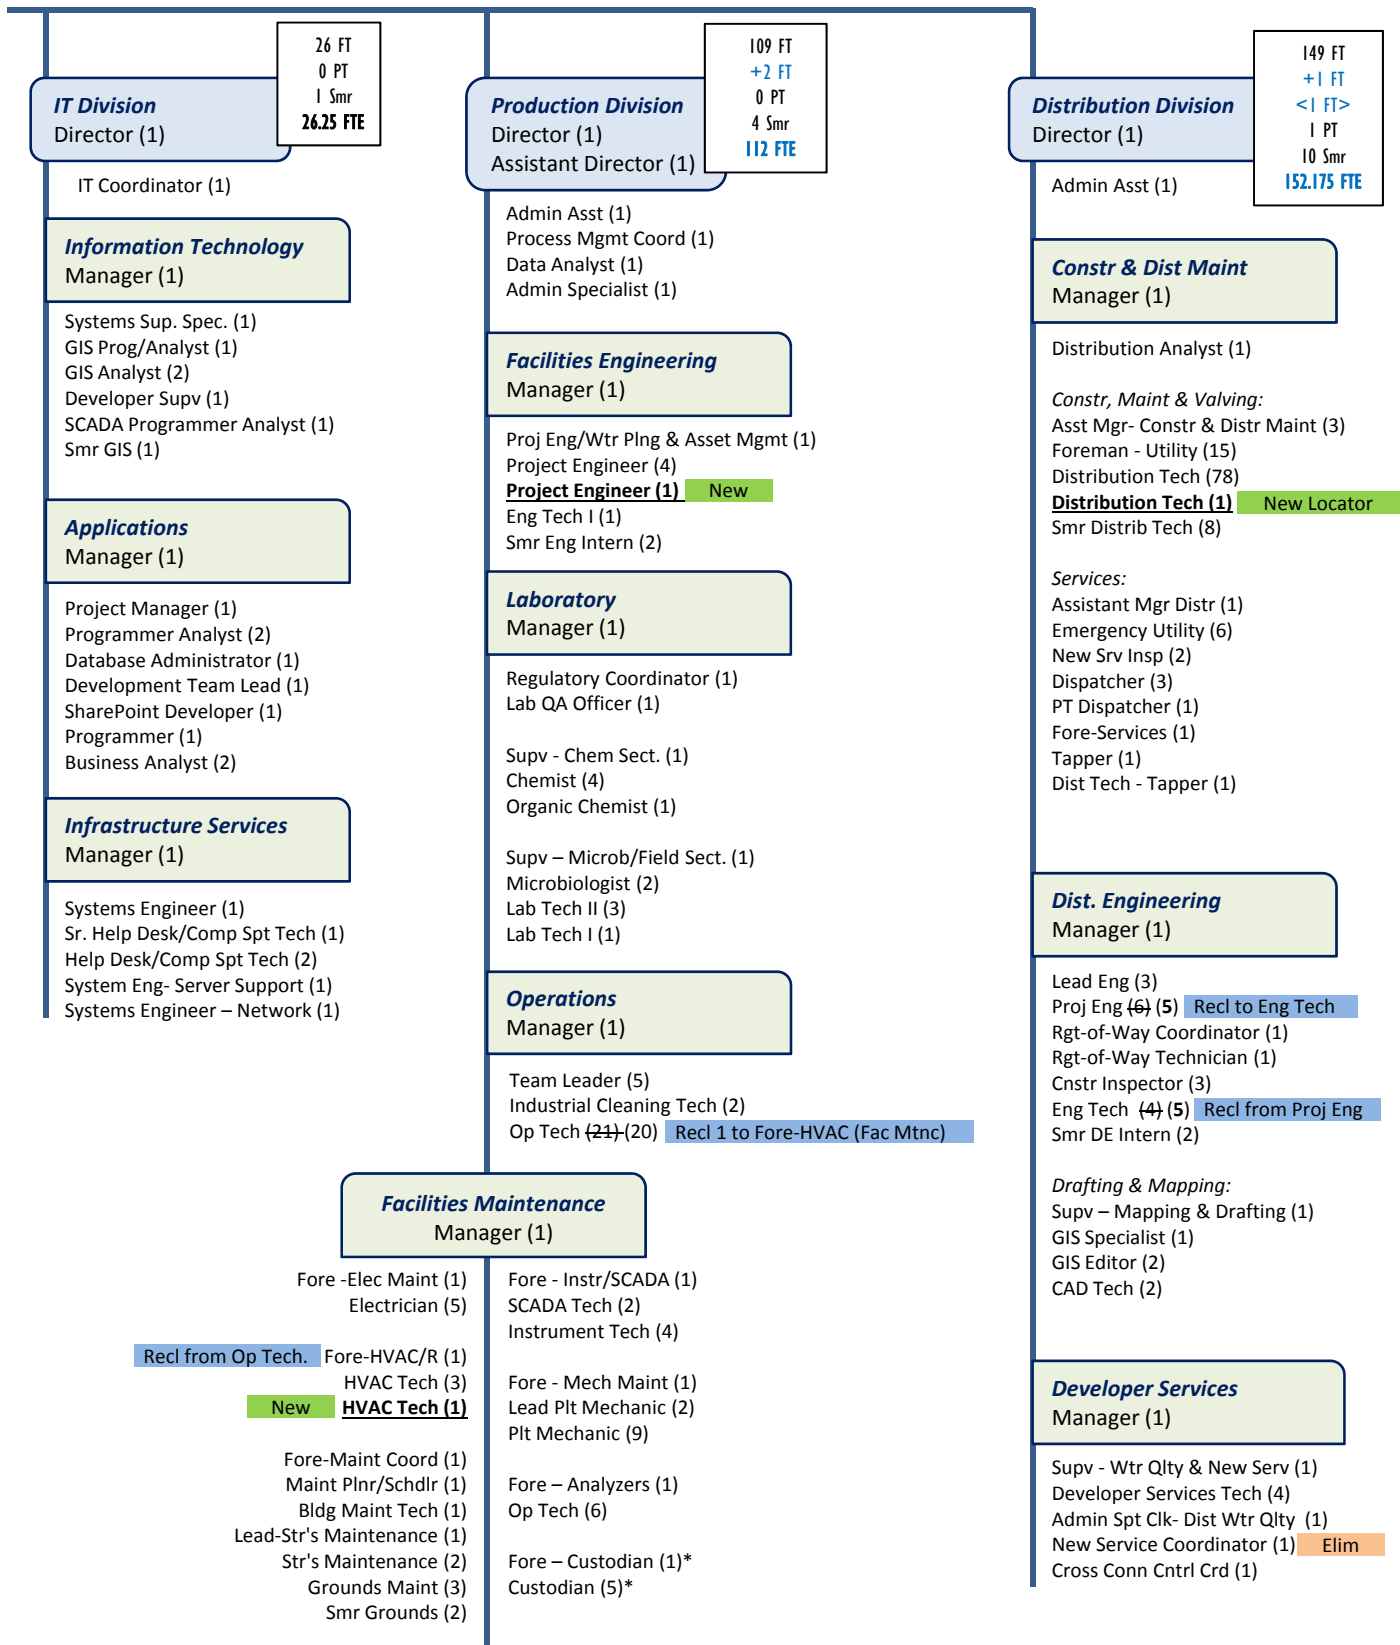 26 FT
0 PT
1 Smr
26.25 FTE
IT Division
Director (1)
IT Coordinator (1)
Information Technology
Manager (1)
Systems Sup. Spec. (1)
GIS Prog/Analyst (1)
GIS Analyst (2)
Developer Supv (1)
SCADA Programmer Analyst (1)
Smr GIS (1)
Applications
Manager (1)
Project Manager (1)
Programmer Analyst (2)
Database Administrator (1)
Development Team Lead (1)
SharePoint Developer (1)
Programmer (1)
Business Analyst (2)
Infrastructure Services
Manager (1)
Systems Engineer (1)
Sr. Help Desk/Comp Spt Tech (1)
Help Desk/Comp Spt Tech (2)
System Eng- Server Support (1)
Systems Engineer – Network (1)
109 FT
+2 FT
0 PT
4 Smr
112 FTE
Production Division
Director (1)
Assistant Director (1)
Admin Asst (1)
Process Mgmt Coord (1)
Data Analyst (1)
Admin Specialist (1)
Facilities Engineering
Manager (1)
Proj Eng/Wtr Plng & Asset Mgmt (1)
Project Engineer (4)
Project Engineer (1) New
Eng Tech I (1)
Smr Eng Intern (2)
Laboratory
Manager (1)
Regulatory Coordinator (1)
Lab QA Officer (1)
Supv - Chem Sect. (1)
Chemist (4)
Organic Chemist (1)
Supv – Microb/Field Sect. (1)
Microbiologist (2)
Lab Tech II (3)
Lab Tech I (1)
Operations
Manager (1)
Team Leader (5)
Industrial Cleaning Tech (2)
Op Tech (21) (20) Recl 1 to Fore-HVAC (Fac Mtnc)
Facilities Maintenance
Manager (1)
Fore -Elec Maint (1)
Electrician (5)
Recl from Op Tech. Fore-HVAC/R (1)
HVAC Tech (3)
New HVAC Tech (1)
Fore-Maint Coord (1)
Maint Plnr/Schdlr (1)
Bldg Maint Tech (1)
Lead-Str's Maintenance (1)
Str's Maintenance (2)
Grounds Maint (3)
Smr Grounds (2)
Fore - Instr/SCADA (1)
SCADA Tech (2)
Instrument Tech (4)
Fore - Mech Maint (1)
Lead Plt Mechanic (2)
Plt Mechanic (9)
Fore – Analyzers (1)
Op Tech (6)
Fore – Custodian (1)*
Custodian (5)*
149 FT
+1 FT
<1 FT>
1 PT
10 Smr
152.175 FTE
Distribution Division
Director (1)
Admin Asst (1)
Constr & Dist Maint
Manager (1)
Distribution Analyst (1)
Constr, Maint & Valving:
Asst Mgr- Constr & Distr Maint (3)
Foreman - Utility (15)
Distribution Tech (78)
Distribution Tech (1) New Locator
Smr Distrib Tech (8)
Services:
Assistant Mgr Distr (1)
Emergency Utility (6)
New Srv Insp (2)
Dispatcher (3)
PT Dispatcher (1)
Fore-Services (1)
Tapper (1)
Dist Tech - Tapper (1)
Dist. Engineering
Manager (1)
Lead Eng (3)
Proj Eng (6) (5) Recl to Eng Tech
Rgt-of-Way Coordinator (1)
Rgt-of-Way Technician (1)
Cnstr Inspector (3)
Eng Tech (4) (5) Recl from Proj Eng
Smr DE Intern (2)
Drafting & Mapping:
Supv – Mapping & Drafting (1)
GIS Specialist (1)
GIS Editor (2)
CAD Tech (2)
Developer Services
Manager (1)
Supv - Wtr Qlty & New Serv (1)
Developer Services Tech (4)
Admin Spt Clk- Dist Wtr Qlty (1)
New Service Coordinator (1) Elim
Cross Conn Cntrl Crd (1)